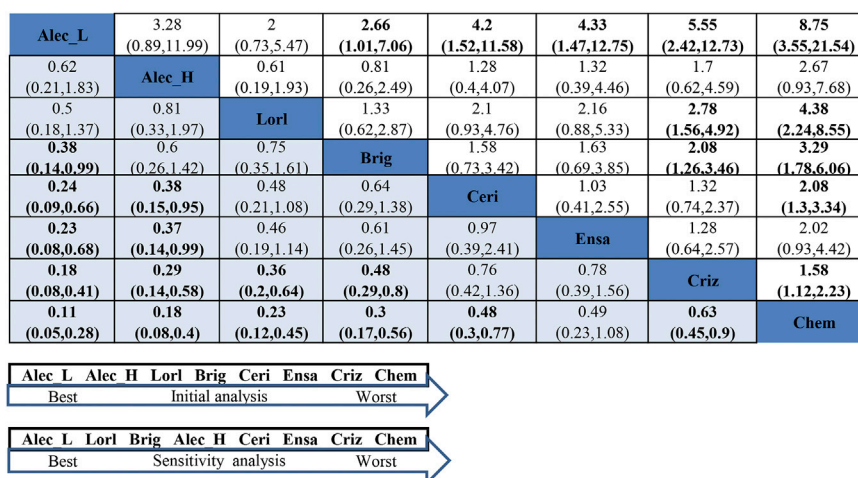 Alec_L 3.28 2 2.66 4.2 4.33 5.55 8.75
(0.89,11.99) (0.73,5.47) (1.01,7.06) (1.52,11.58) (1.47,12.75) (2.42,12.73) (3.55,21.54)
0.62 Alec_H 0.61 0.81 1.28 1.32 1.7 2.67
(0.21,1.83) (0.19,1.93) (0.26,2.49) (0.4,4.07) (0.39,4.46) (0.62,4.59) (0.93,7.68)
0.5 0.81 Lorl 1.33 2.1 2.16 2.78 4.38
(0.18,1.37) (0.33,1.97) (0.62,2.87) (0.93,4.76) (0.88,5.33) (1.56,4.92) (2.24,8.55)
0.38 0.6 0.75 Brig 1.58 1.63 2.08 3.29
(0.14,0.99) (0.26,1.42) (0.35,1.61) (0.73,3.42) (0.69,3.85) (1.26,3.46) (1.78,6.06)
0.24 0.38 0.48 0.64 Ceri 1.03 1.32 2.08
(0.09,0.66) (0.15,0.95) (0.21,1.08) (0.29,1.38) (0.41,2.55) (0.74,2.37) (1.3,3.34)
0.23 0.37 0.46 0.61 0.97 Ensa 1.28 2.02
(0.08,0.68) (0.14,0.99) (0.19,1.14) (0.26,1.45) (0.39,2.41) (0.64,2.57) (0.93,4.42)
0.18 0.29 0.36 0.48 0.76 0.78 Criz 1.58
(0.08,0.41) (0.14,0.58) (0.2,0.64) (0.29,0.8) (0.42,1.36) (0.39,1.56) (1.12,2.23)
0.11 0.18 0.23 0.3 0.48 0.49 0.63 Chem
(0.05,0.28) (0.08,0.4) (0.12,0.45) (0.17,0.56) (0.3,0.77) (0.23,1.08) (0.45,0.9)
Alec_L Alec_H Lorl Brig Ceri Ensa Criz Chem
Best Initial analysis Worst
Alec_L Lorl Brig Alec_H Ceri Ensa Criz Chem
Best Sensitivity analysis Worst